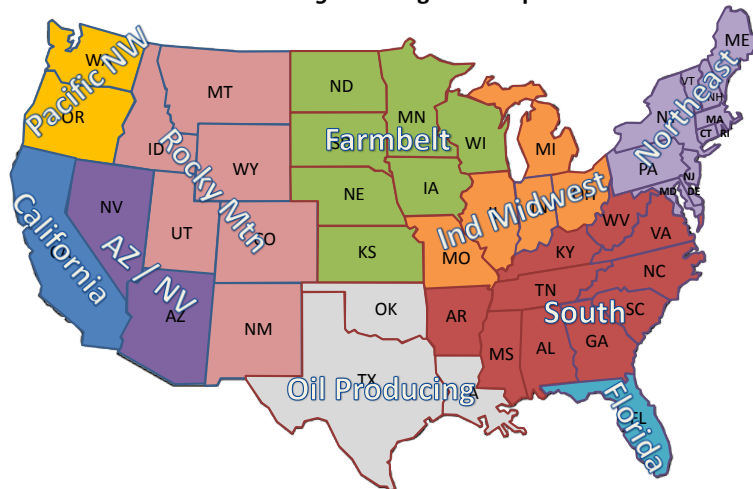 ME
WA
Pacific NW
MT
ND
VT
NH
Northeast
OR
MN
MA
CT
RI
ID
Rocky Mtn
Farmbelt
WI
MI
WY
PA
NJ
MD
DE
California
NV
NE
IA
Ind Midwest
UT
CO
KS
MO
WV
VA
KY
AZ / NV
AZ
NM
OK
AR
TN
NC
South
SC
MS
AL
GA
TX
Oil Producing
Florida
FL